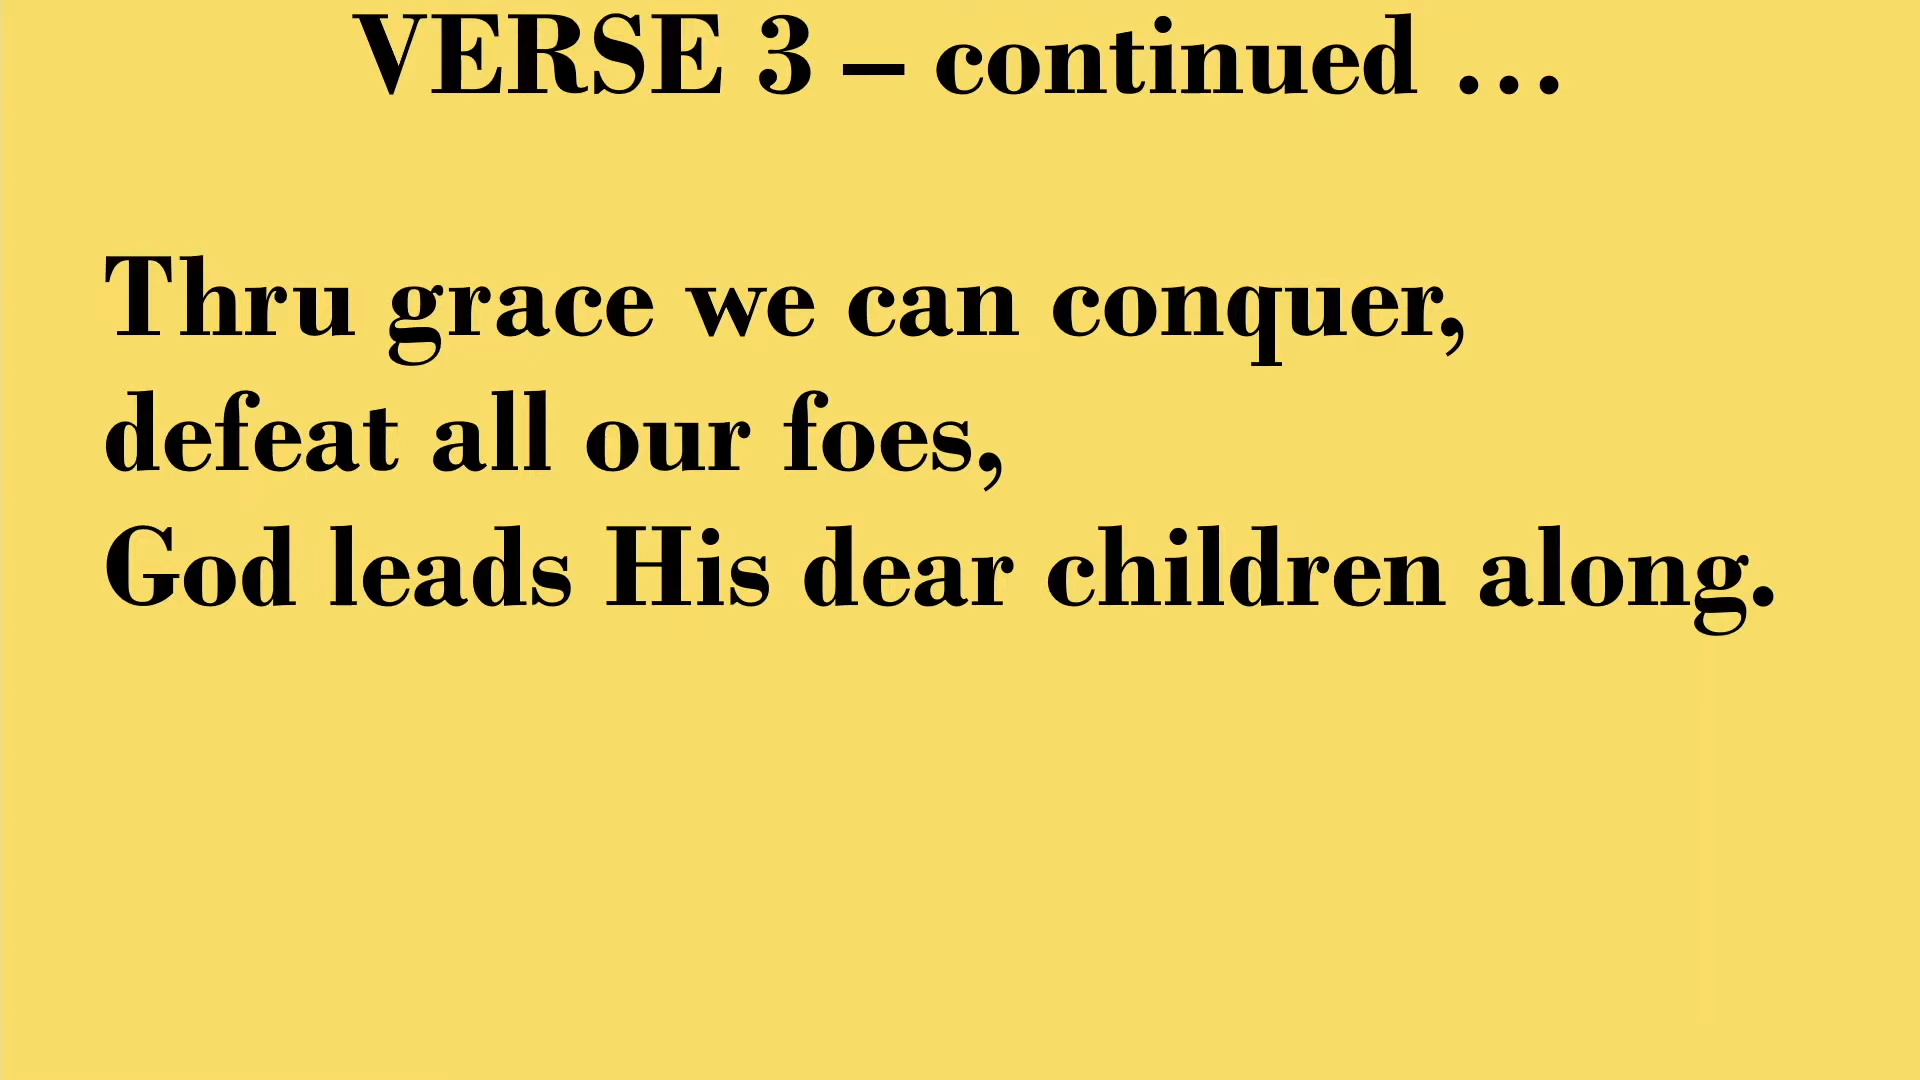 VERSE 3 – continued …
Thru grace we can conquer,
defeat all our foes,
God leads His dear children along.